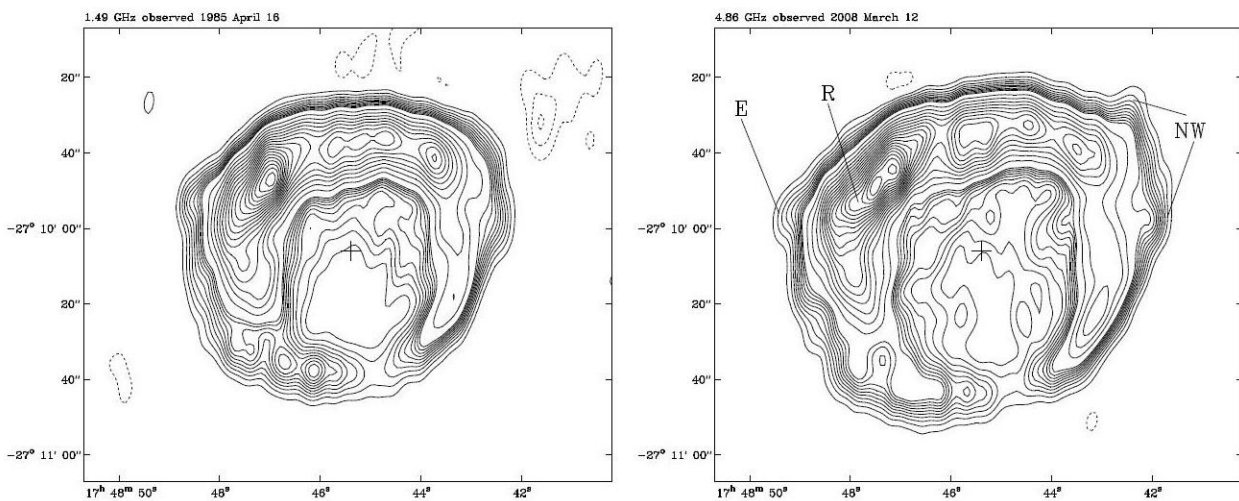 1.49 GHz observed 1985 April 16
20"
40"
−27° 10' 00"
20"
40"
−27° 11' 00"
17ʰ 48ᵐ 50ˢ
48ˢ
46ˢ
44ˢ
42ˢ
4.86 GHz observed 2008 March 12
E
R
NW
20"
40"
−27° 10' 00"
20"
40"
−27° 11' 00"
17ʰ 48ᵐ 50ˢ
48ˢ
46ˢ
44ˢ
42ˢ